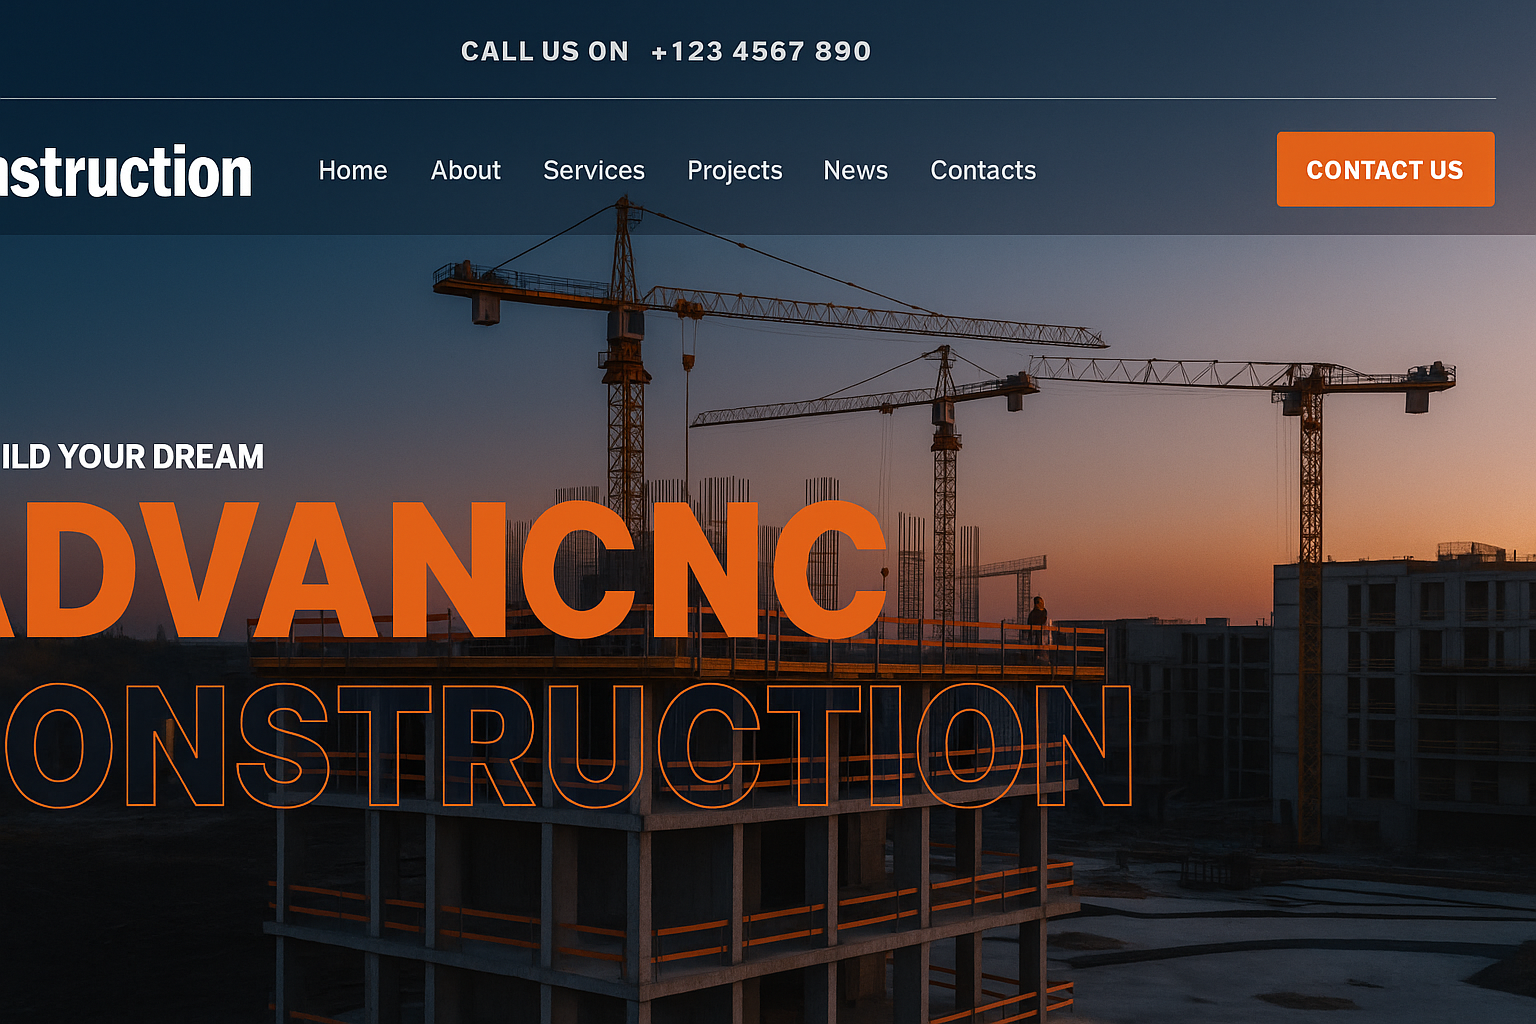 CALL US ON +123 4567 890
nstruction Home About Services Projects News Contacts CONTACT US
ILD YOUR DREAM
ADVANCNC
ONSTRUCTION